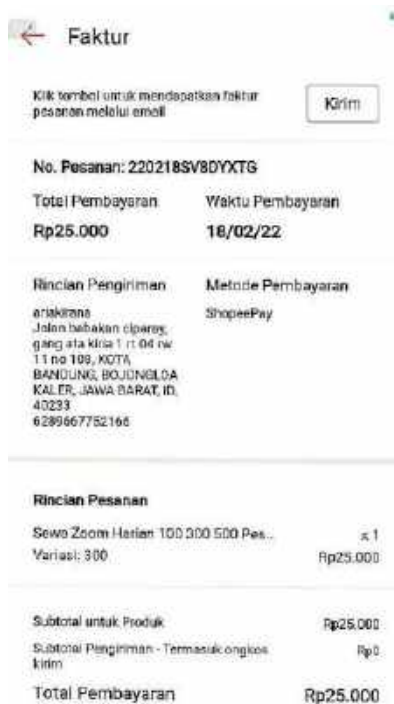 Faktur
Klik tombol untuk mendapatkan faktur
pesanan melalui email
Kirim
No. Pesanan: 220218SV8DYXTG
Total Pembayaran
Waktu Pembayaran
Rp25.000
18/02/22
Rincian Pengiriman
Metode Pembayaran
ariakirana
ShopeePay
Jalan babakan ciparay,
gang ata kiria 1 rt 04 rw
11 no 109, KOTA
BANDUNG, BOJONGLOA
KALER, JAWA BARAT, ID,
40233
6289667752166
Rincian Pesanan
Sewa Zoom Harian 100 300 500 Pes...
x 1
Variasi: 300
Rp25.000
Subtotal untuk Produk
Rp25.000
Subtotal Pengiriman - Termasuk ongkos
kirim
Rp0
Total Pembayaran
Rp25.000